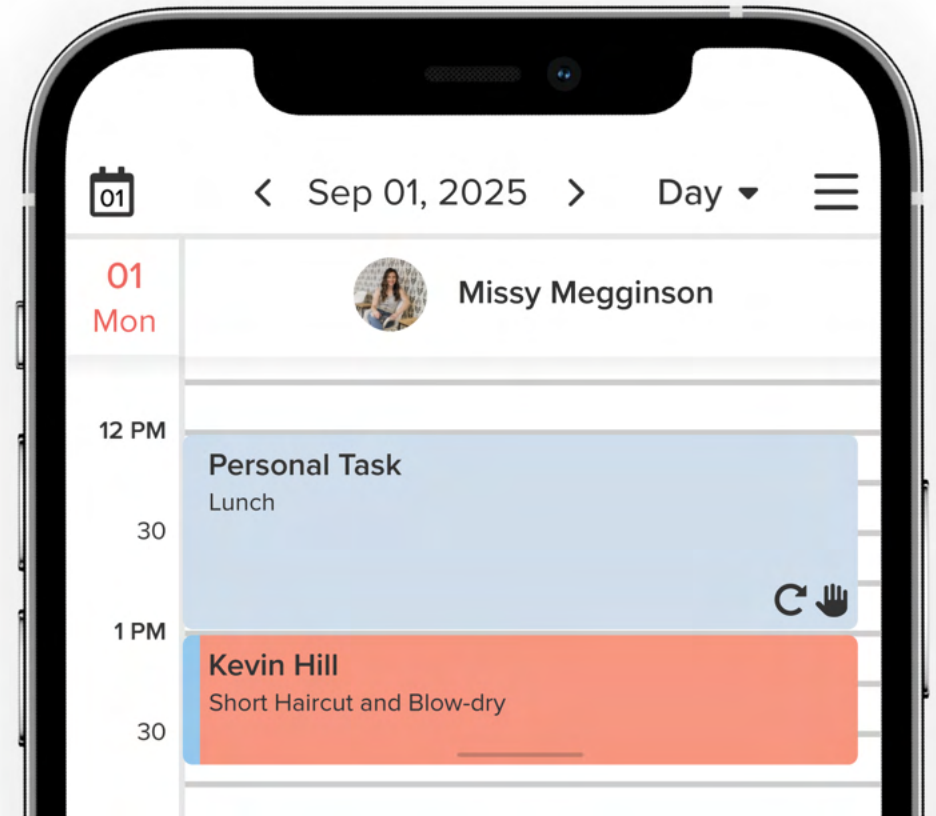 01
Sep 01, 2025
Day
01
Mon
Missy Megginson
12 PM
Personal Task
Lunch
30
1 PM
Kevin Hill
Short Haircut and Blow-dry
30